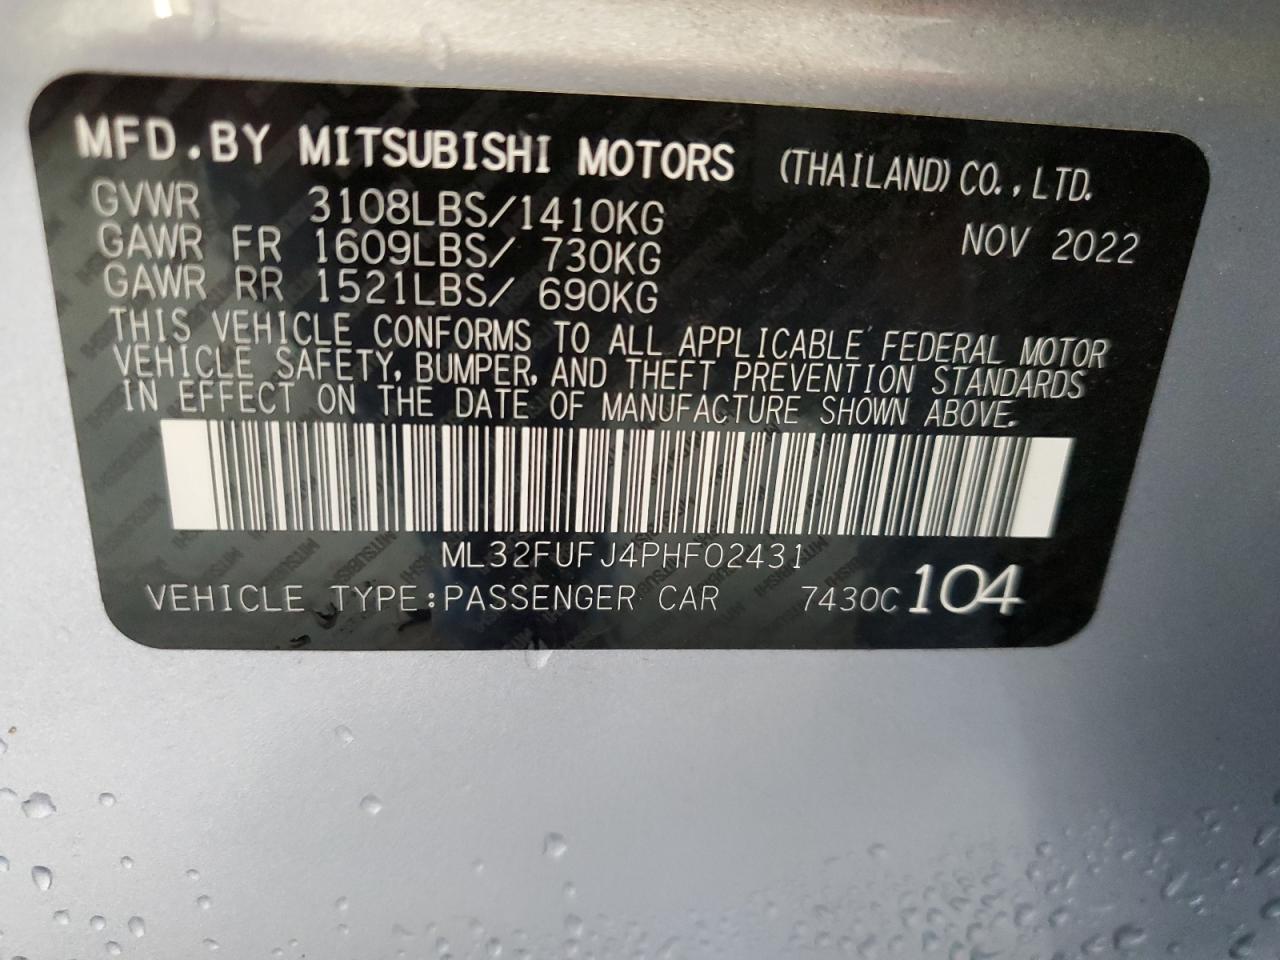 MFD.BY MITSUBISHI MOTORS (THAILAND) CO., LTD.
GVWR 3108LBS/1410KG NOV 2022
GAWR FR 1609LBS/ 730KG
GAWR RR 1521LBS/ 690KG
THIS VEHICLE CONFORMS TO ALL APPLICABLE FEDERAL MOTOR
VEHICLE SAFETY, BUMPER, AND THEFT PREVENTION STANDARDS
IN EFFECT ON THE DATE OF MANUFACTURE SHOWN ABOVE.
ML32FUFJ4PHF02431
VEHICLE TYPE:PASSENGER CAR 7430C 104